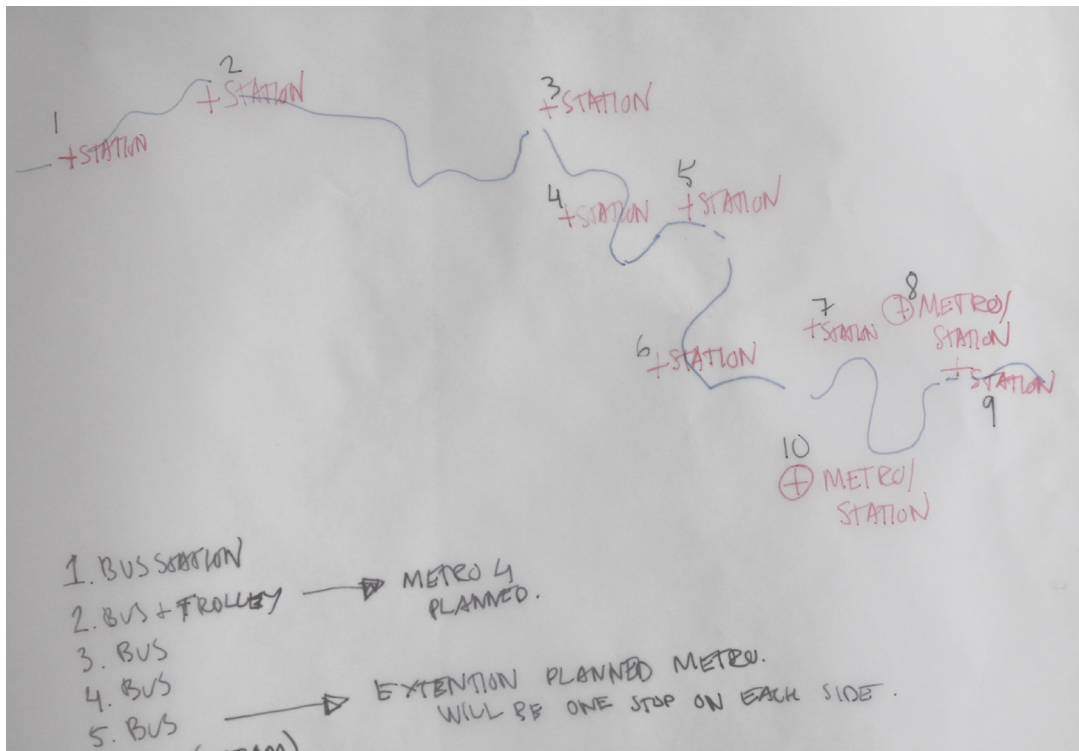 1
+STATION
2
+STATION
3
+STATION
4
+STATION
5
+STATION
6
+STATION
7
+STATION
8
+ METRO/
STATION
+STATION
9
10
+ METRO/
STATION
1. BUS STATION
2. BUS + TROLLEY → METRO 4
PLANNED.
3. BUS
4. BUS
5. BUS → EXTENTION PLANNED METRO.
WILL BE ONE STOP ON EACH SIDE.